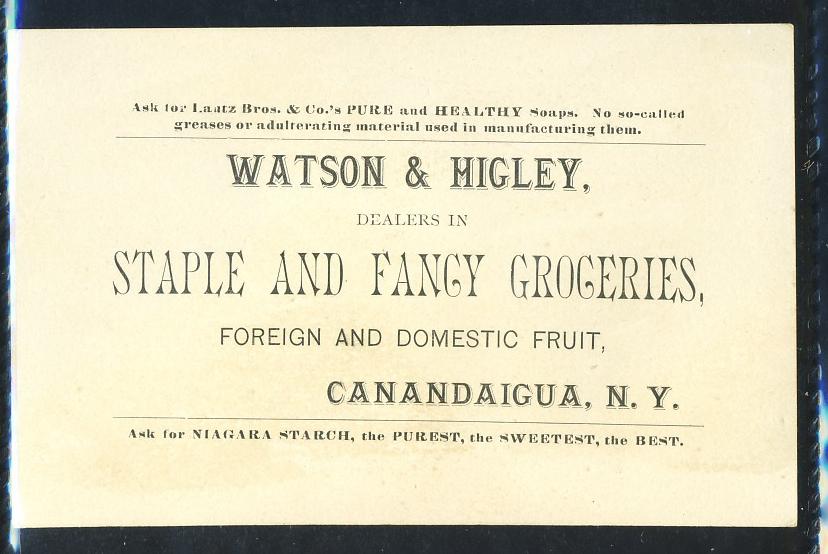 Ask for Lautz Bros. & Co.'s PURE and HEALTHY Soaps. No so-called
greases or adulterating material used in manufacturing them.
WATSON & HIGLEY,
DEALERS IN
STAPLE AND FANCY GROCERIES,
FOREIGN AND DOMESTIC FRUIT,
CANANDAIGUA, N. Y.
Ask for NIAGARA STARCH, the PUREST, the SWEETEST, the BEST.